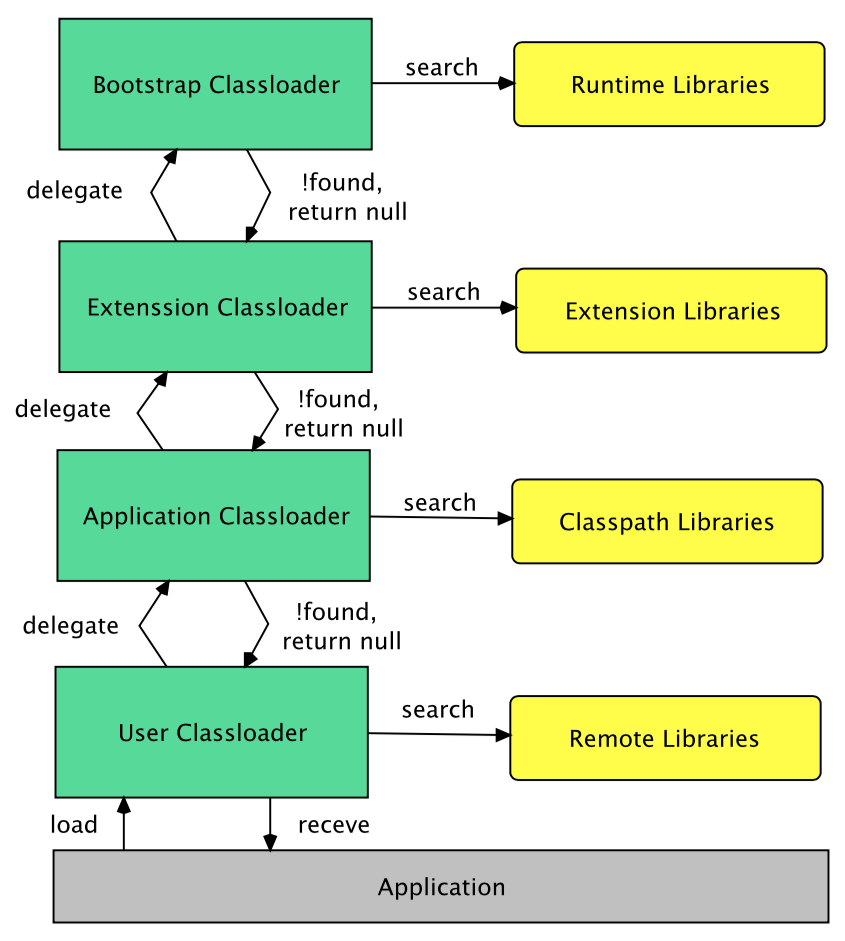 Bootstrap Classloader
search
Runtime Libraries
delegate
!found,
return null
Extenssion Classloader
search
Extension Libraries
delegate
!found,
return null
Application Classloader
search
Classpath Libraries
delegate
!found,
return null
User Classloader
search
Remote Libraries
load
receve
Application